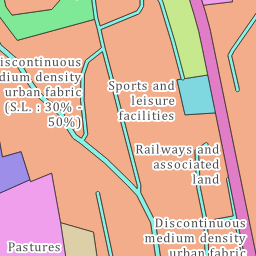 Discontinuous
medium density
urban fabric
(S.L. : 30% -
50%)
Sports and
leisure
facilities
Railways and
associated
land
Discontinuous
medium density
urban fabric
Pastures